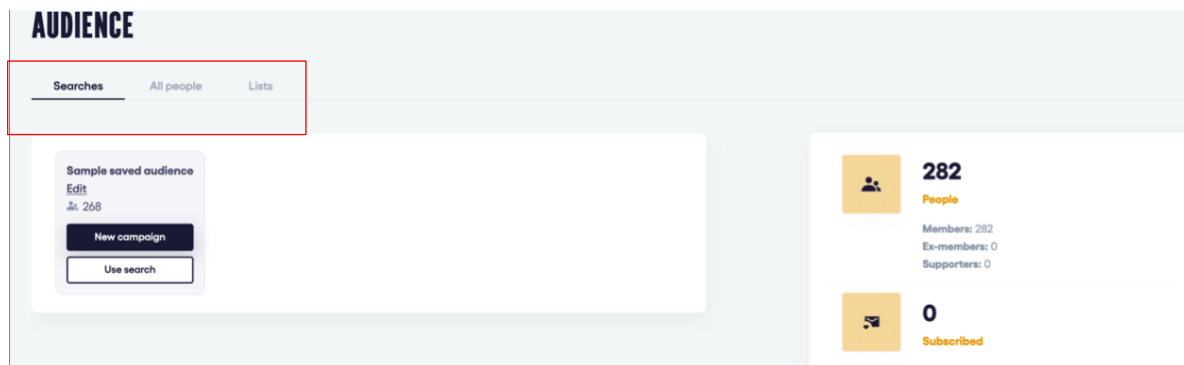 AUDIENCE
Searches All people Lists
Sample saved audience
Edit
268
New campaign
Use search
282
People
Members: 282
Ex-members: 0
Supporters: 0
0
Subscribed